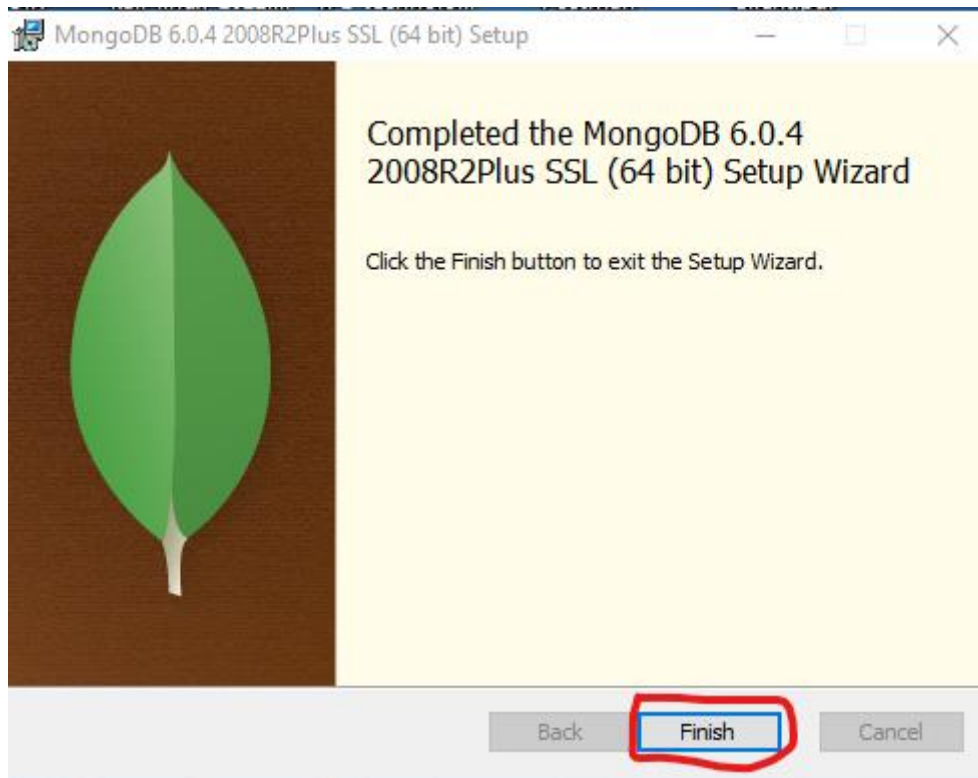 MongoDB 6.0.4 2008R2Plus SSL (64 bit) Setup
Completed the MongoDB 6.0.4
2008R2Plus SSL (64 bit) Setup Wizard
Click the Finish button to exit the Setup Wizard.
Back Finish Cancel